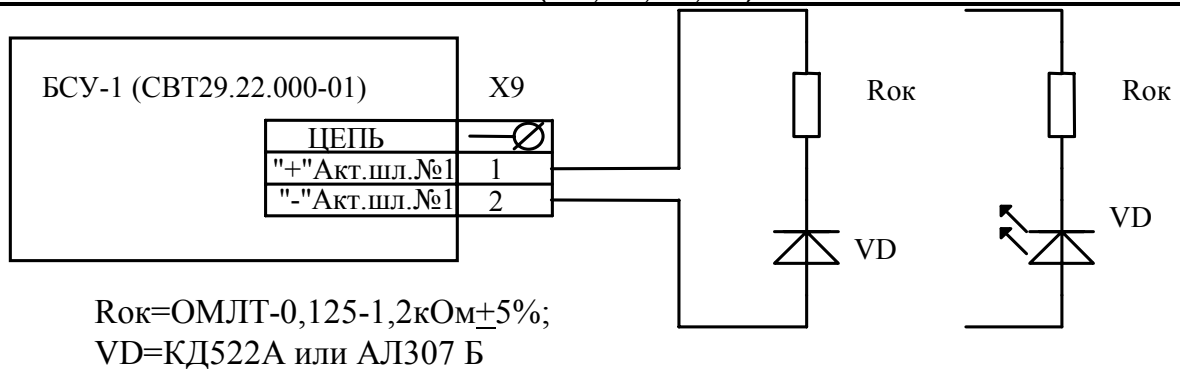 БСУ-1 (СВТ29.22.000-01)
X9
Rок
Rок
ЦЕПЬ
"+"Акт.шл.№1 1
"-"Акт.шл.№1 2
VD
VD
Rок=ОМЛТ-0,125-1,2кОм±5%;
VD=КД522А или АЛ307 Б